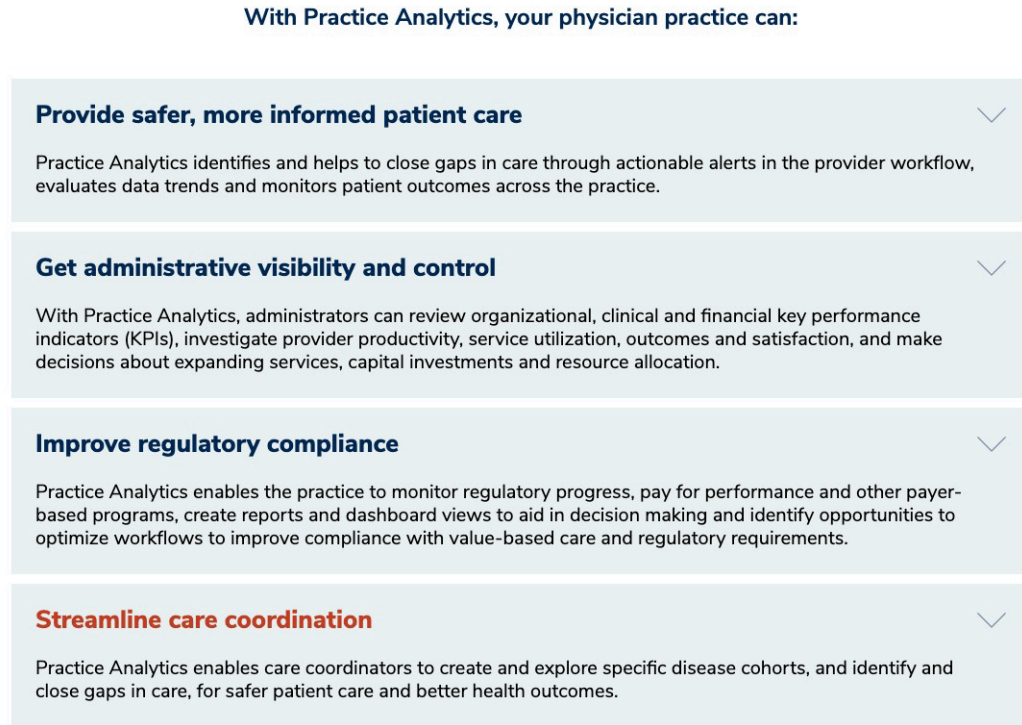 With Practice Analytics, your physician practice can:
Provide safer, more informed patient care
Practice Analytics identifies and helps to close gaps in care through actionable alerts in the provider workflow,
evaluates data trends and monitors patient outcomes across the practice.
Get administrative visibility and control
With Practice Analytics, administrators can review organizational, clinical and financial key performance
indicators (KPIs), investigate provider productivity, service utilization, outcomes and satisfaction, and make
decisions about expanding services, capital investments and resource allocation.
Improve regulatory compliance
Practice Analytics enables the practice to monitor regulatory progress, pay for performance and other payer-
based programs, create reports and dashboard views to aid in decision making and identify opportunities to
optimize workflows to improve compliance with value-based care and regulatory requirements.
Streamline care coordination
Practice Analytics enables care coordinators to create and explore specific disease cohorts, and identify and
close gaps in care, for safer patient care and better health outcomes.